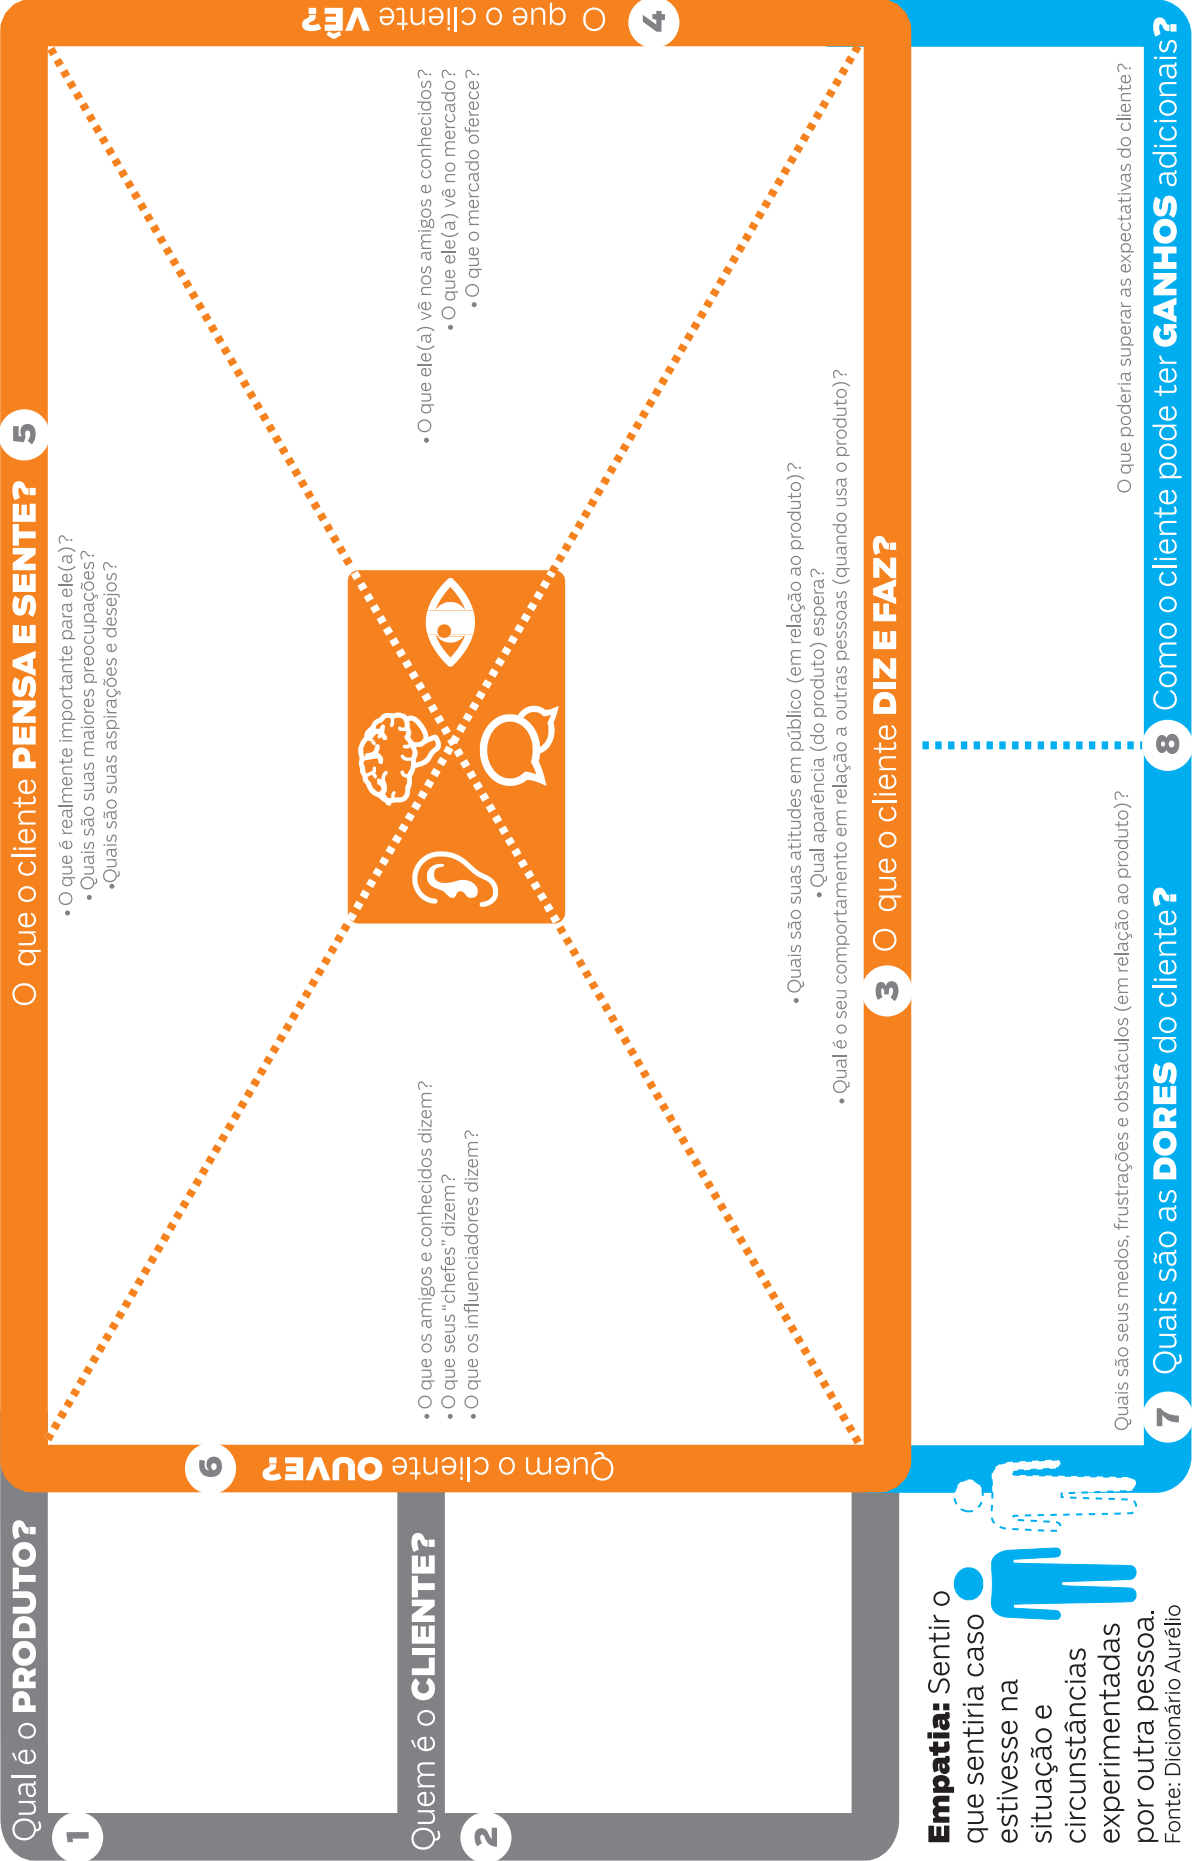 Qual é o PRODUTO?
1
Quem é o CLIENTE?
2
O que o cliente DIZ E FAZ?
3
• Quais são suas atitudes em público (em relação ao produto)?
• Qual aparência (do produto) espera?
• Qual é o seu comportamento em relação a outras pessoas (quando usa o produto)?
O que o cliente VÊ?
4
• O que ele(a) vê nos amigos e conhecidos?
• O que ele(a) vê no mercado?
• O que o mercado oferece?
O que o cliente PENSA E SENTE?
5
• O que é realmente importante para ele(a)?
• Quais são suas maiores preocupações?
•Quais são suas aspirações e desejos?
6
Quem o cliente OUVE?
• O que os amigos e conhecidos dizem?
• O que seus “chefes” dizem?
• O que os influenciadores dizem?
7
Quais são as DORES do cliente?
Quais são seus medos, frustrações e obstáculos (em relação ao produto)?
8
Como o cliente pode ter GANHOS adicionais?
O que poderia superar as expectativas do cliente?
Empatia: Sentir o
que sentiria caso
estivesse na
situação e
circunstâncias
experimentadas
por outra pessoa.
Fonte: Dicionário Aurélio